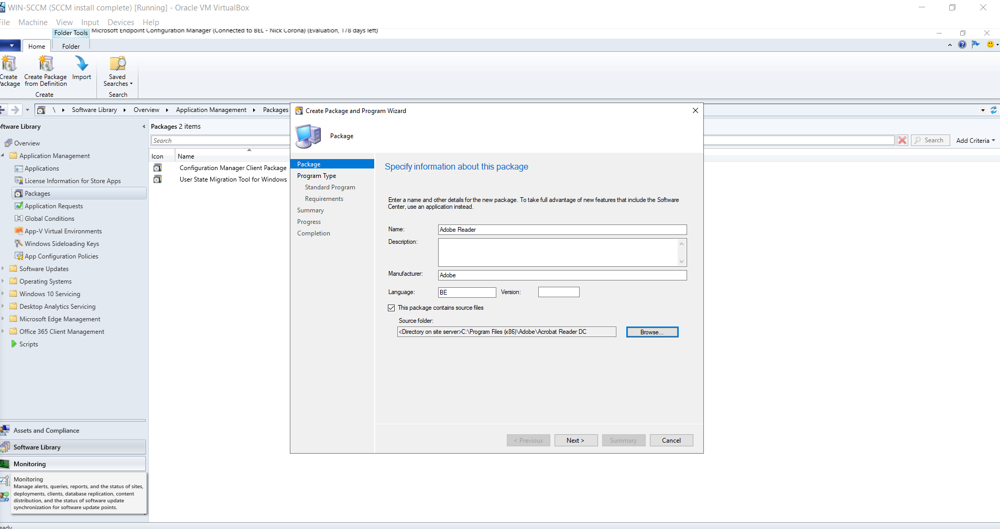 WIN-SCCM (SCCM install complete) [Running] - Oracle VM VirtualBox
File Machine View Input Devices Help
Folder Tools Microsoft Endpoint Configuration Manager (Connected to BEL - Nick Corona) (Evaluation, 178 days left)
Home Folder
Create Package
Create Package from Definition
Import
Saved Searches
Create
Search
\ Software Library Overview Application Management Packages
Software Library
Overview
Application Management
Applications
License Information for Store Apps
Packages
Application Requests
Global Conditions
App-V Virtual Environments
Windows Sideloading Keys
App Configuration Policies
Software Updates
Operating Systems
Windows 10 Servicing
Desktop Analytics Servicing
Microsoft Edge Management
Office 365 Client Management
Scripts
Assets and Compliance
Software Library
Monitoring
Monitoring
Manage alerts, queries, reports, and the status of sites,
deployments, clients, database replication, content
distribution, and the status of software update
synchronization for software update points.
Ready
Packages 2 items
Search
Search
Add Criteria
Icon Name
Configuration Manager Client Package
User State Migration Tool for Windows
Create Package and Program Wizard
Package
Package
Program Type
Standard Program
Requirements
Summary
Progress
Completion
Specify information about this package
Enter a name and other details for the new package. To take full advantage of new features that include the Software
Center, use an application instead.
Name: Adobe Reader
Description:
Manufacturer: Adobe
Language: BE Version:
This package contains source files
Source folder:
<Directory on site server>C:\Program Files (x86)\Adobe\Acrobat Reader DC
Browse...
< Previous Next > Summary Cancel